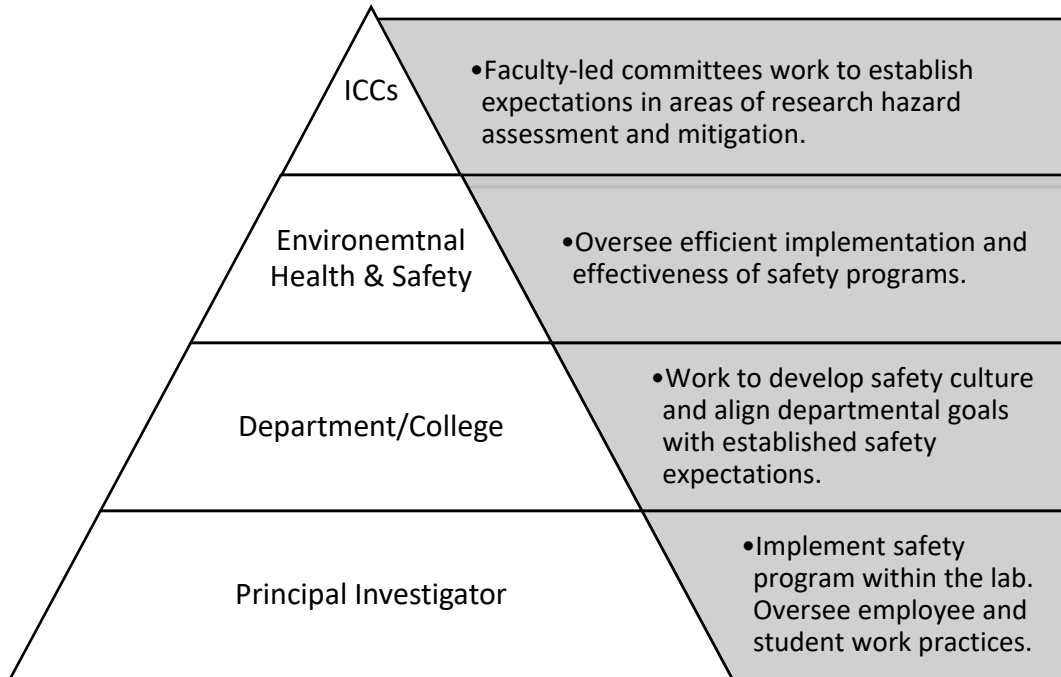 ICCs
•Faculty-led committees work to establish
expectations in areas of research hazard
assessment and mitigation.
Environemtnal
Health & Safety
•Oversee efficient implementation and
effectiveness of safety programs.
Department/College
•Work to develop safety culture
and align departmental goals
with established safety
expectations.
Principal Investigator
•Implement safety
program within the lab.
Oversee employee and
student work practices.